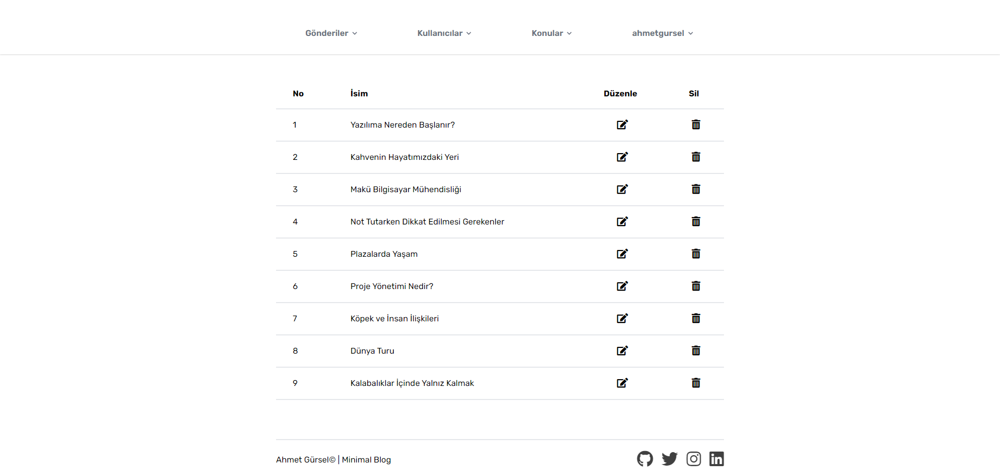 Gönderiler Kullanıcılar Konular ahmetgursel
No İsim Düzenle Sil
1 Yazılıma Nereden Başlanır?
2 Kahvenin Hayatımızdaki Yeri
3 Makü Bilgisayar Mühendisliği
4 Not Tutarken Dikkat Edilmesi Gerekenler
5 Plazalarda Yaşam
6 Proje Yönetimi Nedir?
7 Köpek ve İnsan İlişkileri
8 Dünya Turu
9 Kalabalıklar İçinde Yalnız Kalmak
Ahmet Gürsel© | Minimal Blog